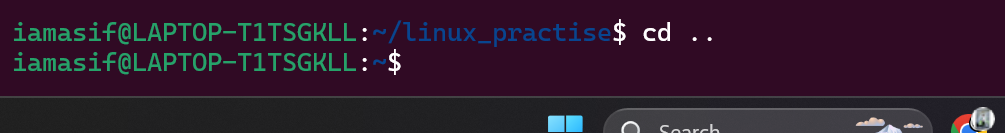 iamasif@LAPTOP-T1TSGKLL:~/linux_practise$ cd ..
iamasif@LAPTOP-T1TSGKLL:~$
Search